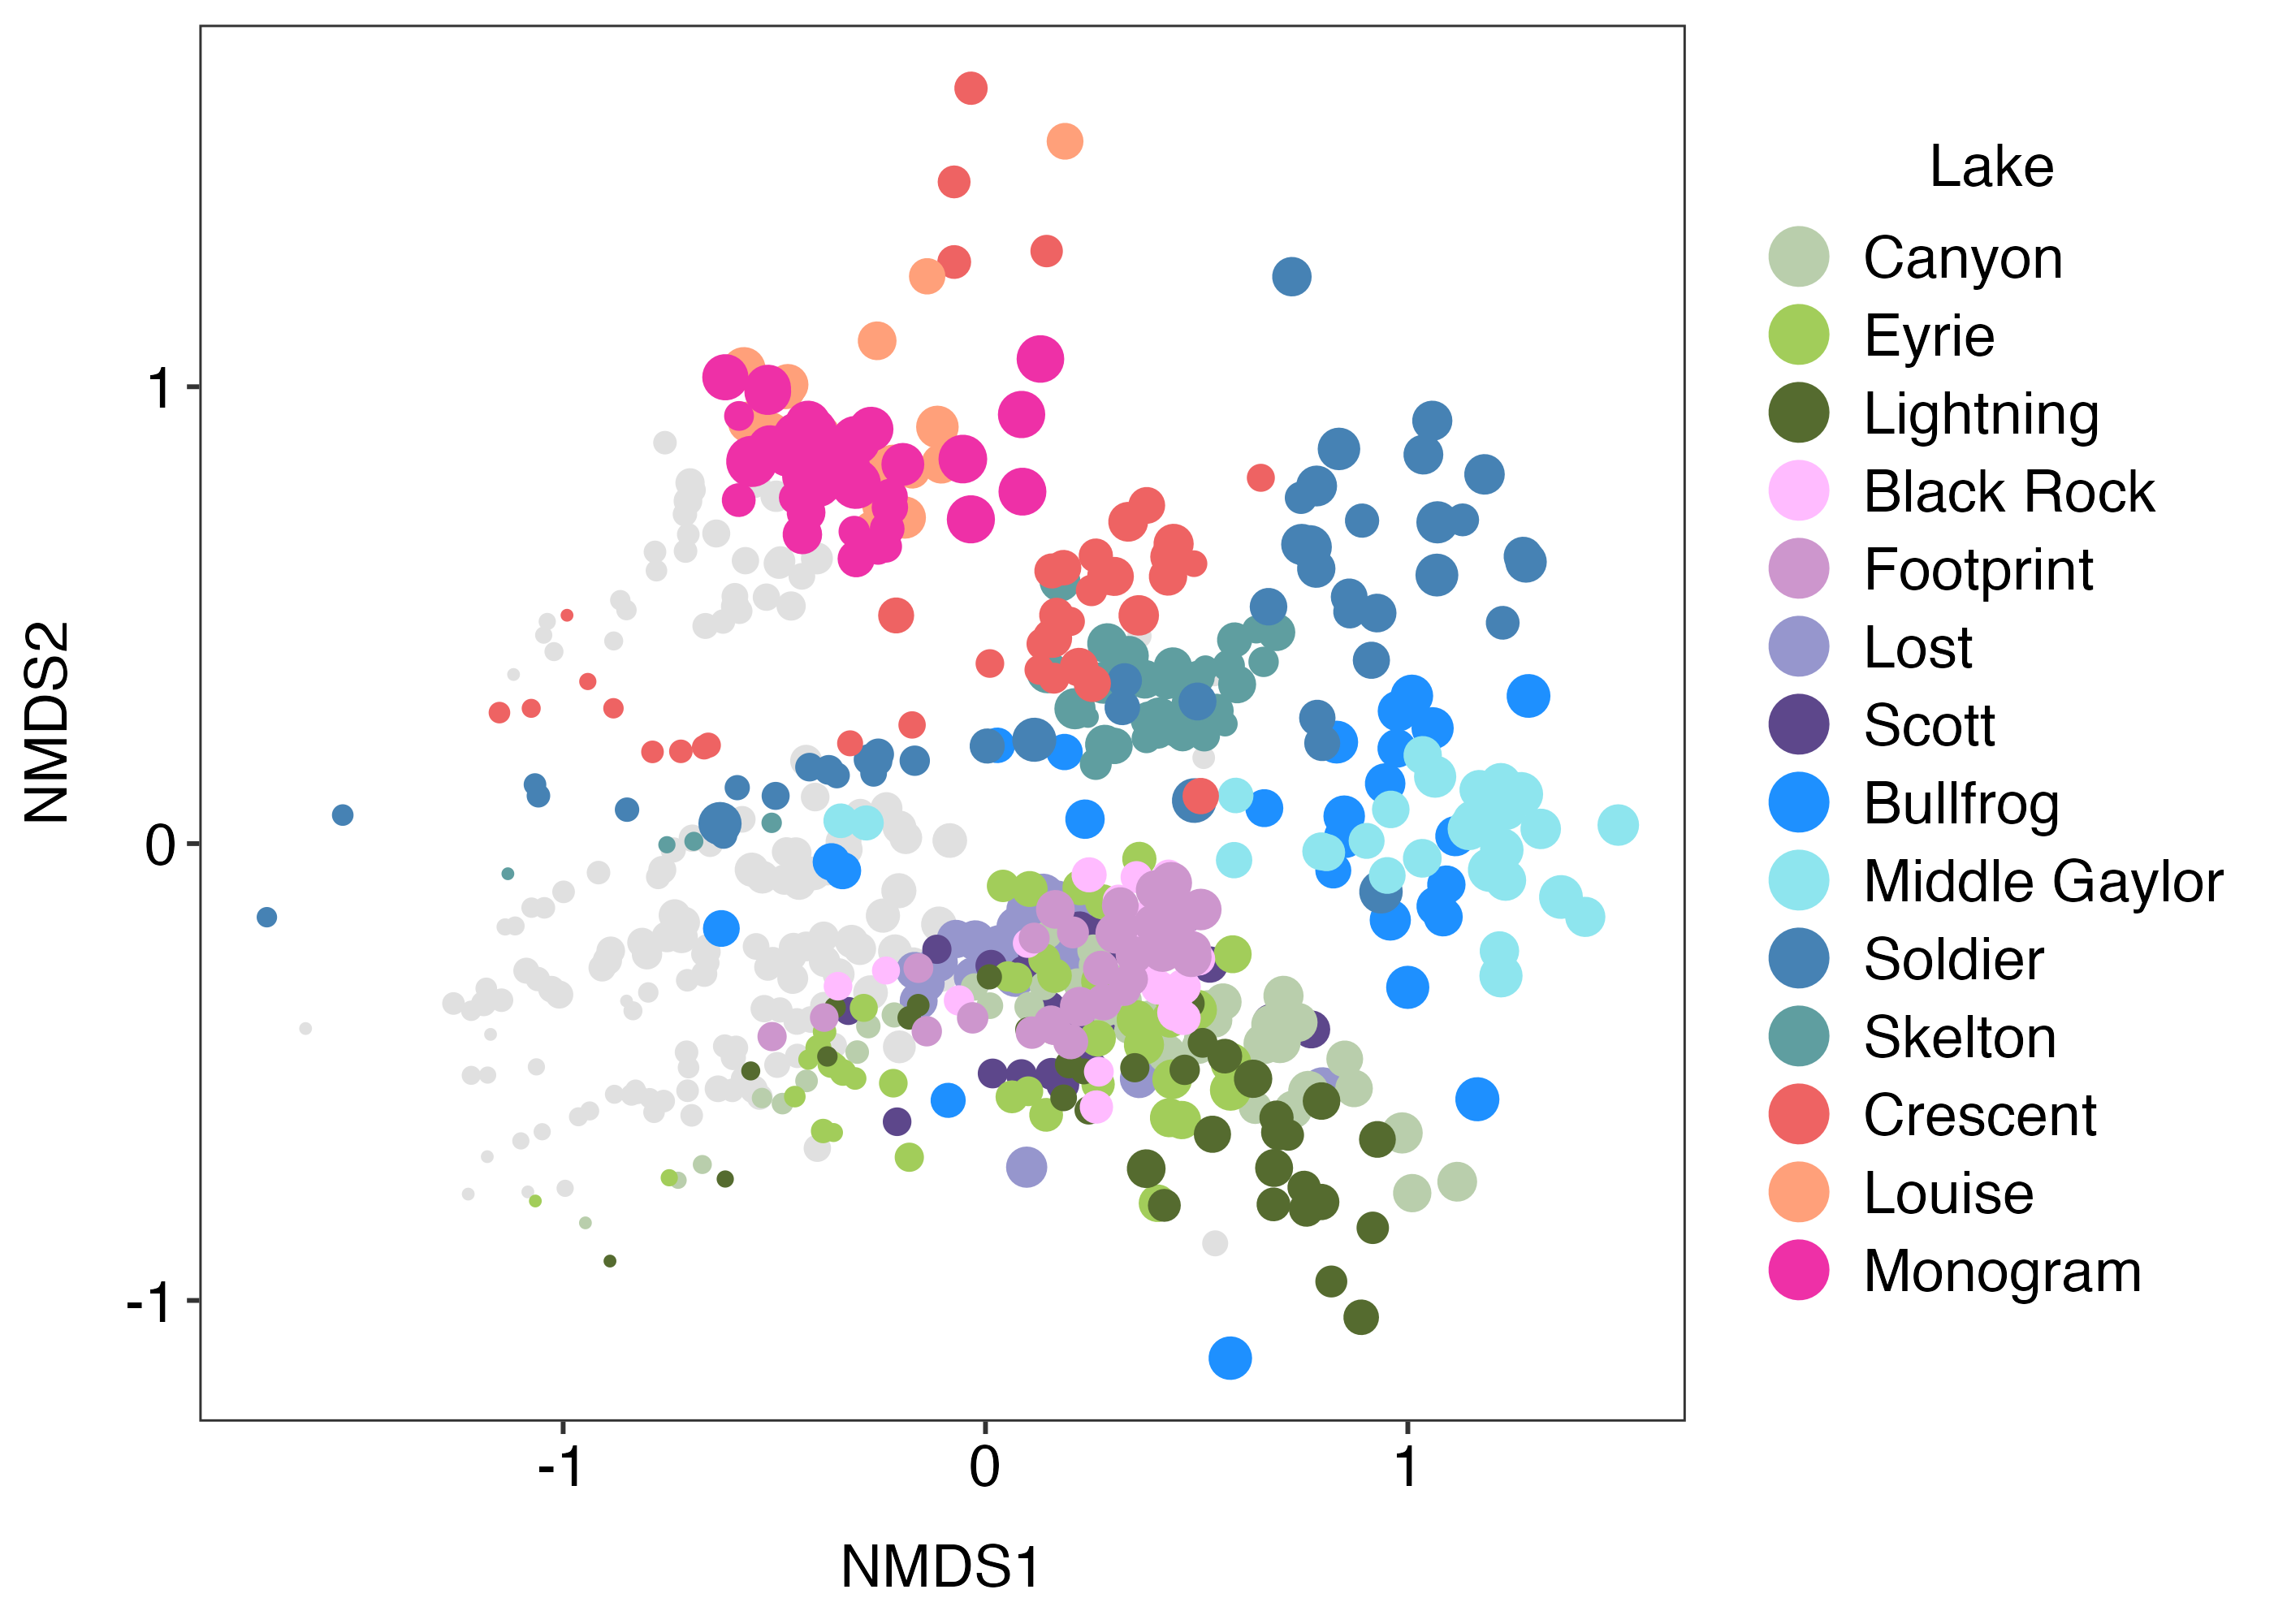 Lake
Canyon
Eyrie
Lightning
Black Rock
Footprint
Lost
Scott
Bullfrog
Middle Gaylor
Soldier
Skelton
Crescent
Louise
Monogram
NMDS2
1
0
-1
-1
0
1
NMDS1